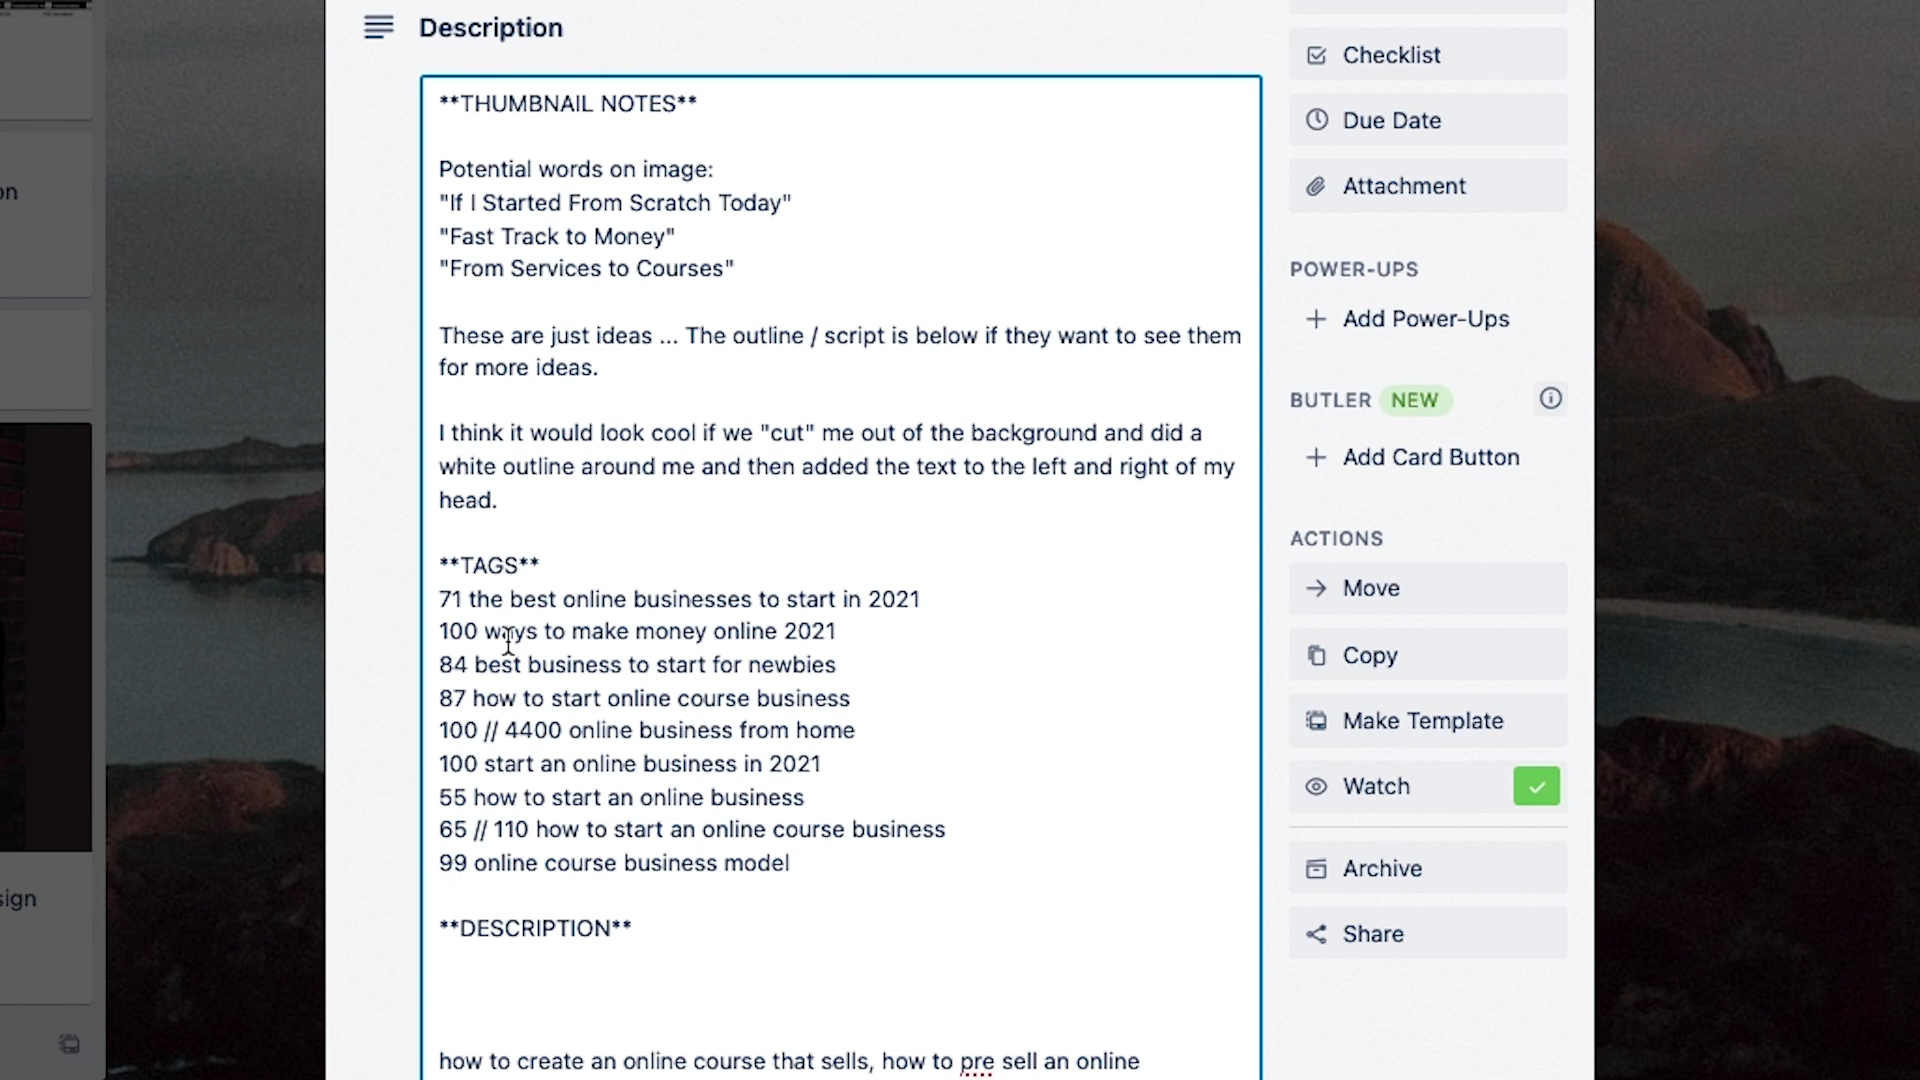 Description
**THUMBNAIL NOTES**
Potential words on image:
"If I Started From Scratch Today"
"Fast Track to Money"
"From Services to Courses"
These are just ideas ... The outline / script is below if they want to see them
for more ideas.
I think it would look cool if we "cut" me out of the background and did a
white outline around me and then added the text to the left and right of my
head.
**TAGS**
71 the best online businesses to start in 2021
100 ways to make money online 2021
84 best business to start for newbies
87 how to start online course business
100 // 4400 online business from home
100 start an online business in 2021
55 how to start an online business
65 // 110 how to start an online course business
99 online course business model
**DESCRIPTION**
how to create an online course that sells, how to pre sell an online
Checklist
Due Date
Attachment
POWER-UPS
+ Add Power-Ups
BUTLER NEW
+ Add Card Button
ACTIONS
Move
Copy
Make Template
Watch
Archive
Share
on
sign